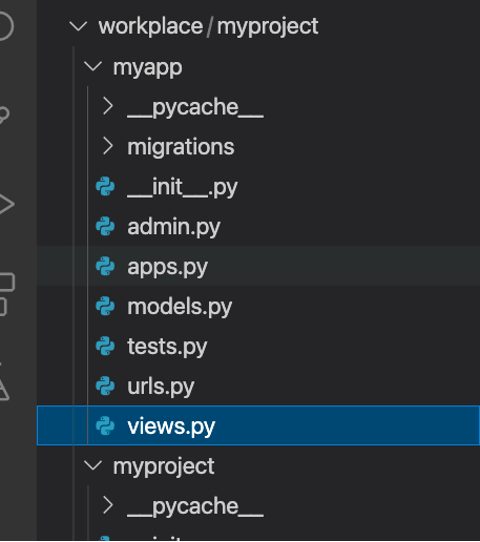 workplace/myproject
myapp
__pycache__
migrations
__init__.py
admin.py
apps.py
models.py
tests.py
urls.py
views.py
myproject
__pycache__